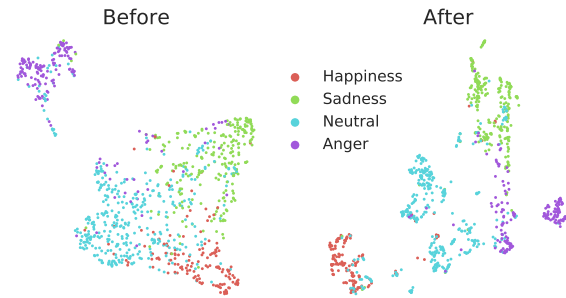 Before
After
Happiness
Sadness
Neutral
Anger